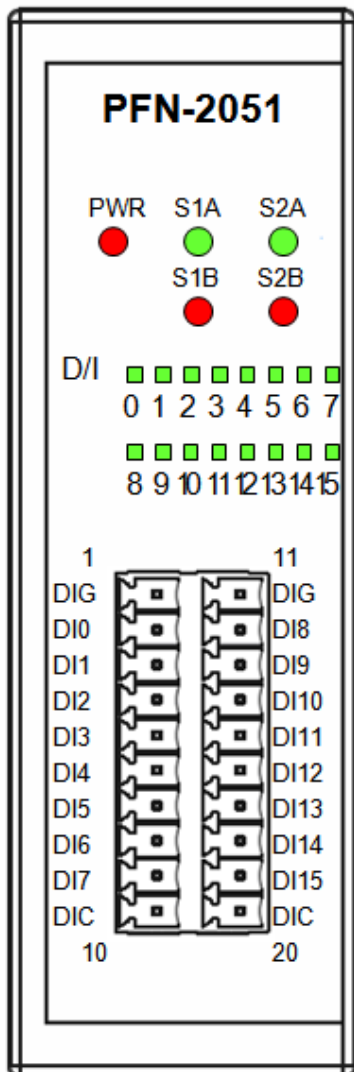 PFN-2051
PWR S1A S2A
S1B S2B
D/I
0 1 2 3 4 5 6 7
8 9 10 11 12 13 14 15
1 11
DIG DIG
DI0 DI8
DI1 DI9
DI2 DI10
DI3 DI11
DI4 DI12
DI5 DI13
DI6 DI14
DI7 DI15
DIC DIC
10 20